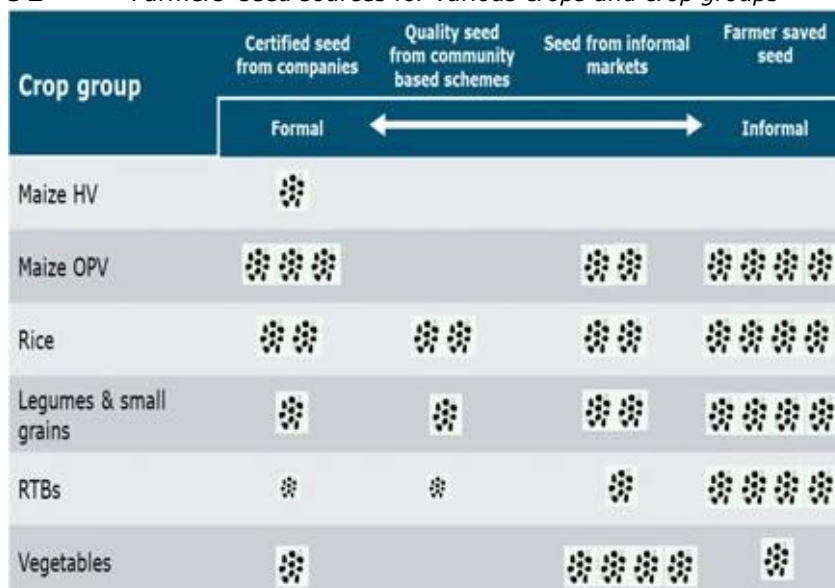 Farmers' seed sources for various crops and crop groups
Crop group
Certified seed
from companies
Quality seed
from community
based schemes
Seed from informal
markets
Farmer saved
seed
Formal
Informal
Maize HV
Maize OPV
Rice
Legumes & small
grains
RTBs
Vegetables